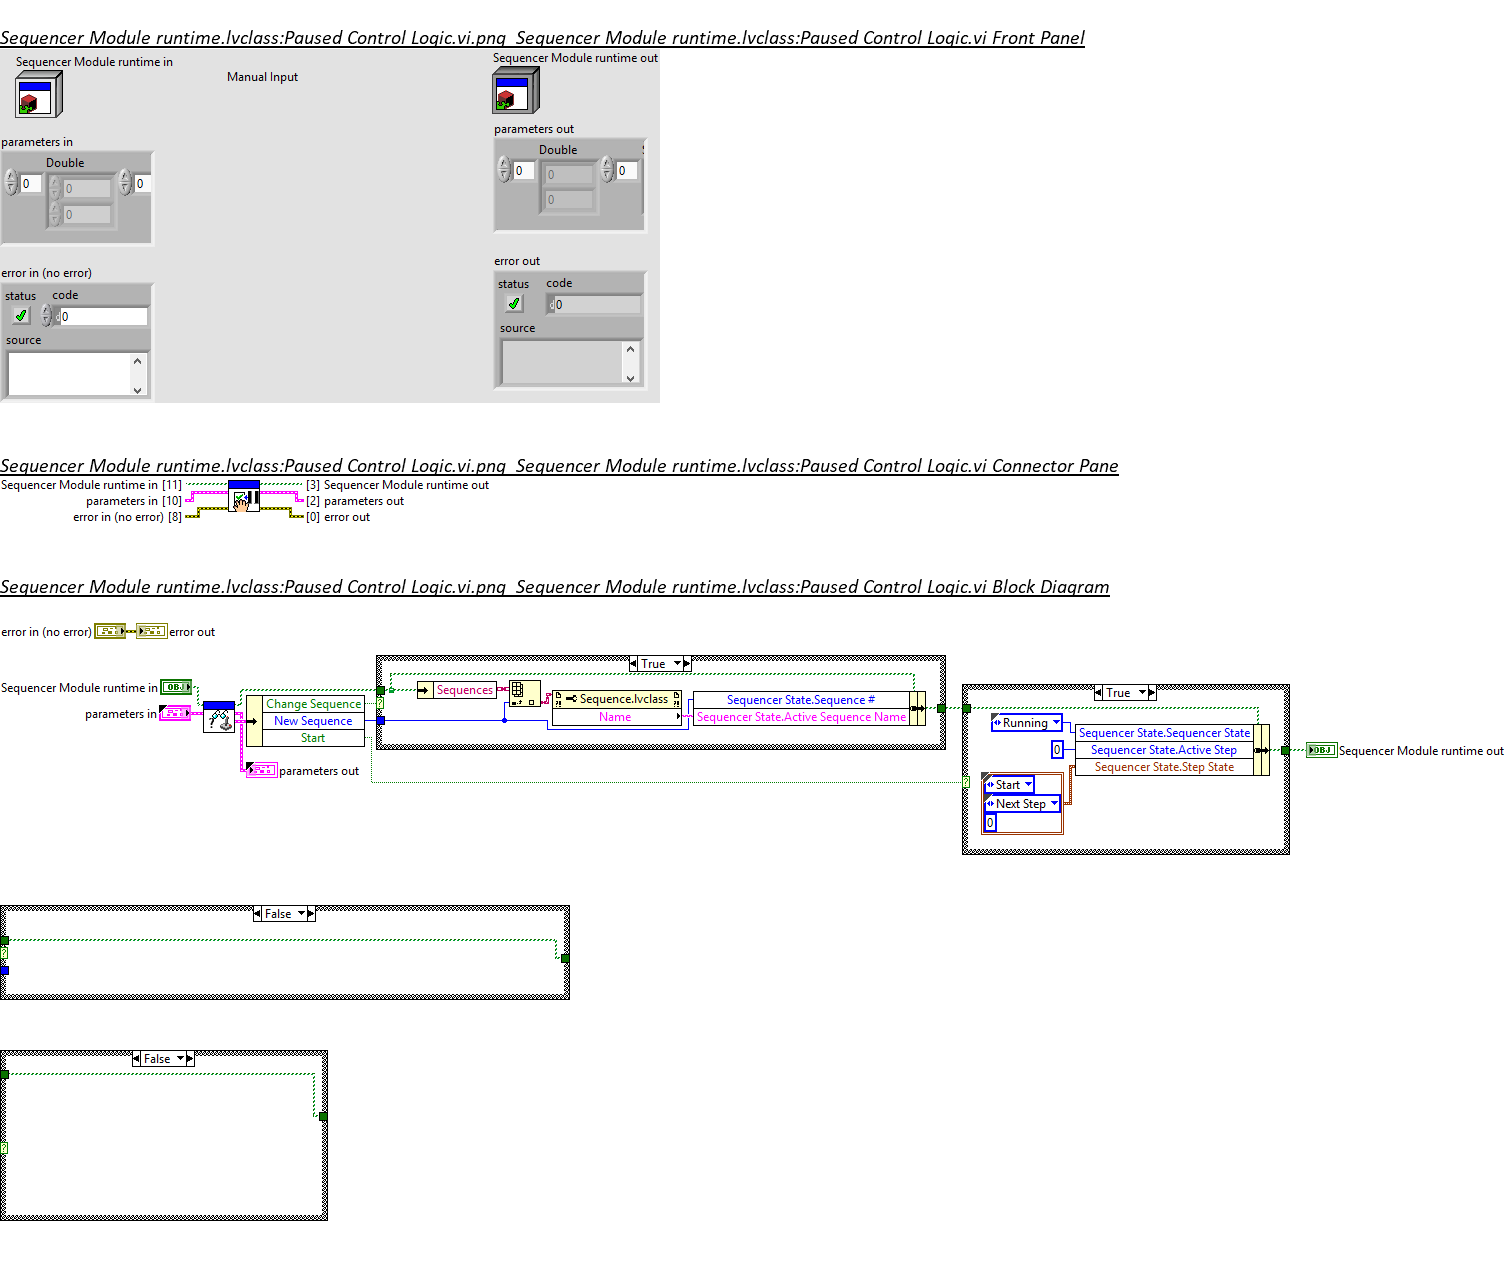 Sequencer Module runtime.lvclass:Paused Control Logic.vi.png  Sequencer Module runtime.lvclass:Paused Control Logic.vi Front Panel
Sequencer Module runtime in
Manual Input
Sequencer Module runtime out
parameters in
Double
0
0
0
0
parameters out
Double
0
0
0
0
error in (no error)
status
code
d0
source
error out
status
code
d0
source
Sequencer Module runtime.lvclass:Paused Control Logic.vi.png  Sequencer Module runtime.lvclass:Paused Control Logic.vi Connector Pane
Sequencer Module runtime in [11]
parameters in [10]
error in (no error) [8]
[3] Sequencer Module runtime out
[2] parameters out
[0] error out
Sequencer Module runtime.lvclass:Paused Control Logic.vi.png  Sequencer Module runtime.lvclass:Paused Control Logic.vi Block Diagram
error in (no error)
error out
Sequencer Module runtime in
OBJ
parameters in
?
Change Sequence
New Sequence
Start
parameters out
True
?
Sequences
Sequence.lvclass
?!
?!
Name
Sequencer State.Sequence #
Sequencer State.Active Sequence Name
True
?
Running
0
Start
Next Step
0
Sequencer State.Sequencer State
Sequencer State.Active Step
Sequencer State.Step State
OBJ
Sequencer Module runtime out
False
?
False
?